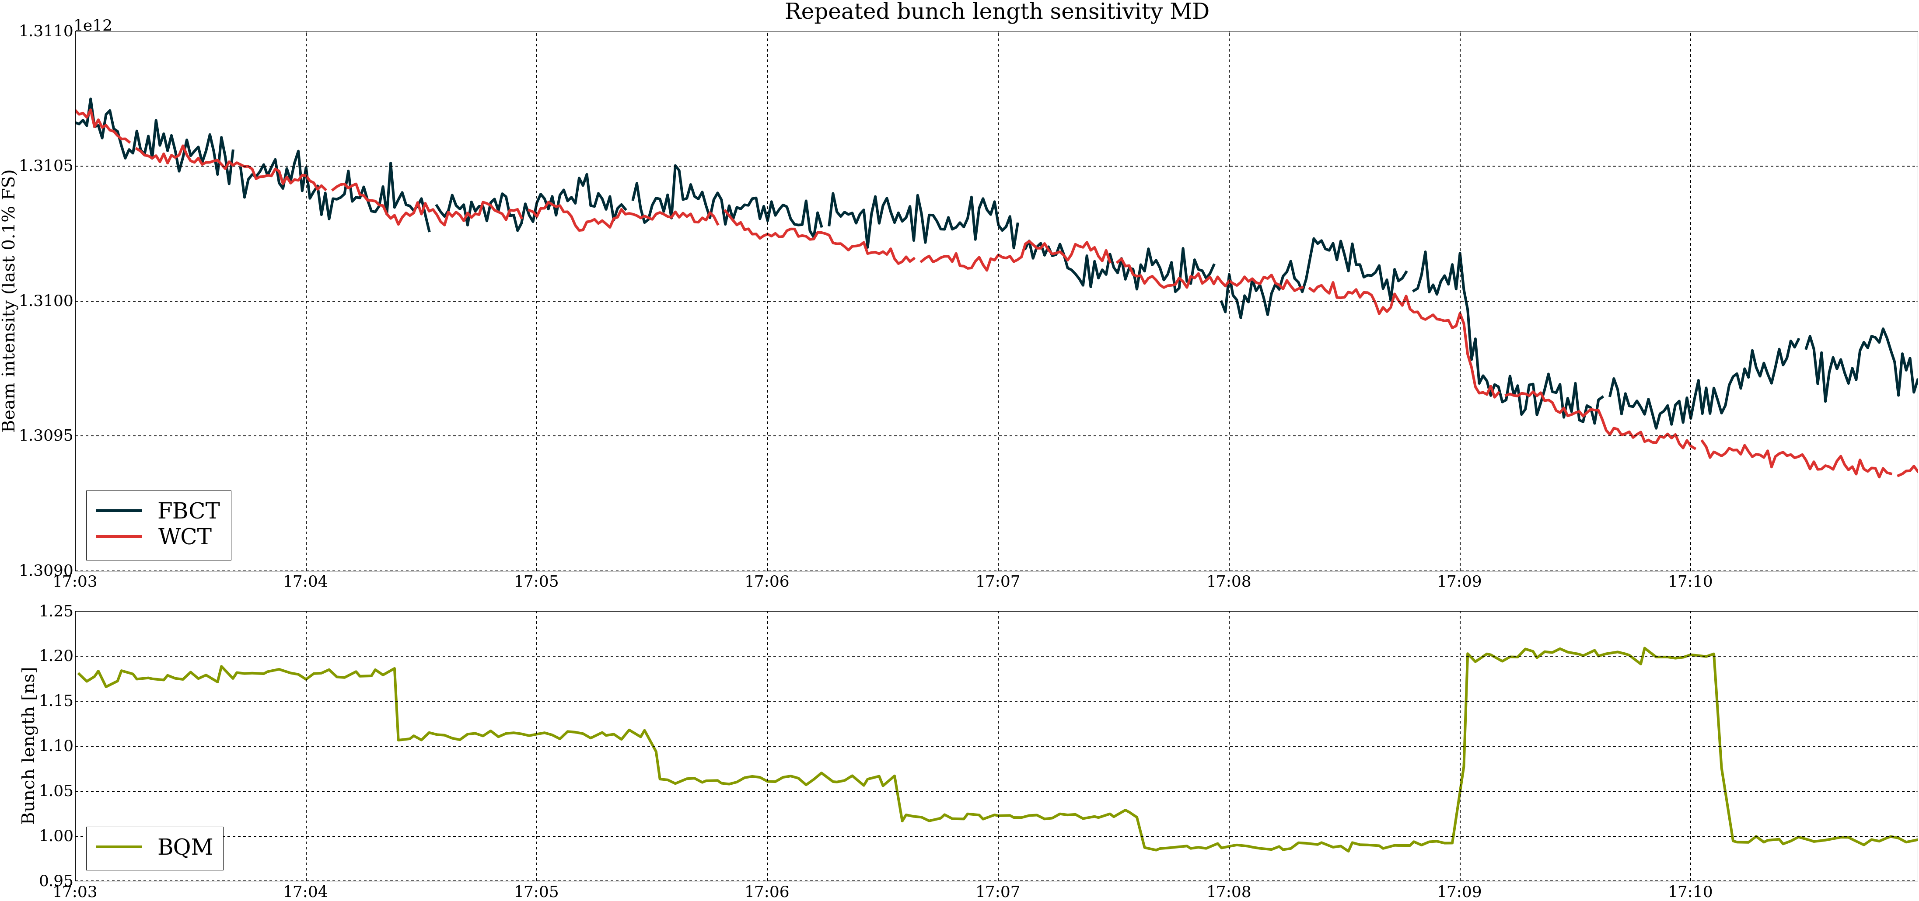 Repeated bunch length sensitivity MD
1e12
Beam intensity (last 0.1% FS)
1.3110
1.3105
1.3100
1.3095
1.3090
FBCT
WCT
17:03 17:04 17:05 17:06 17:07 17:08 17:09 17:10
Bunch length [ns]
1.25
1.20
1.15
1.10
1.05
1.00
0.95
BQM
17:03 17:04 17:05 17:06 17:07 17:08 17:09 17:10